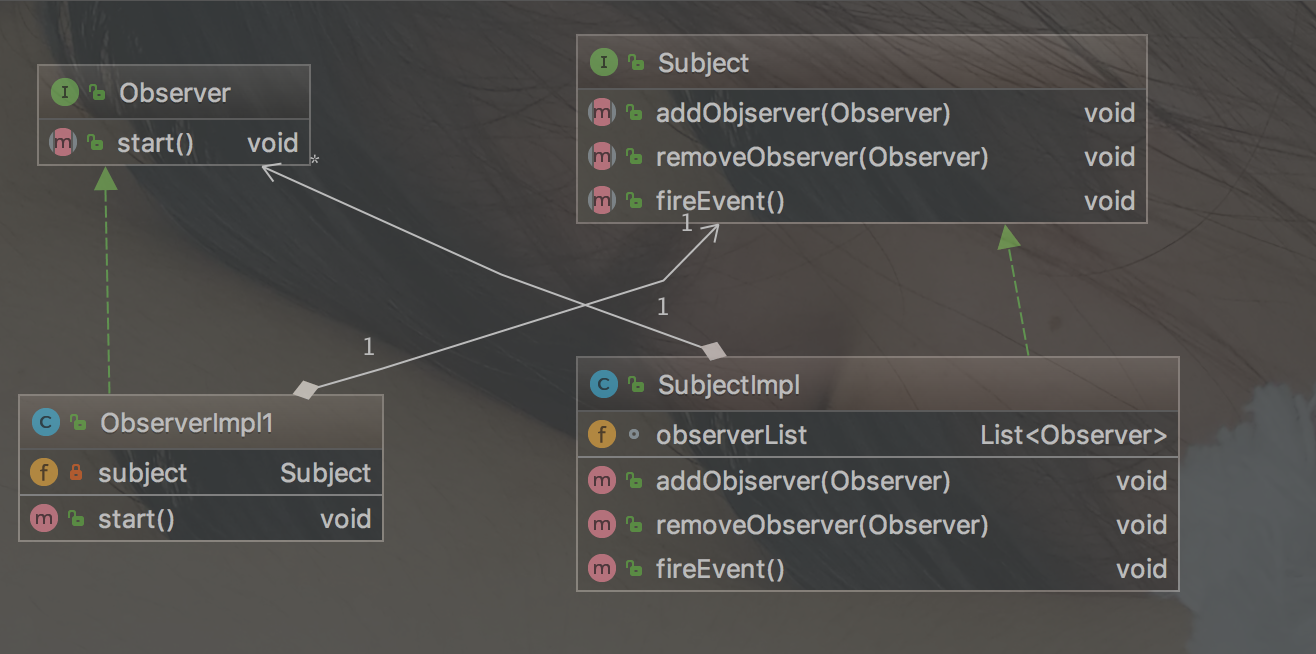 I Observer
m start() void
*
I Subject
m addObjserver(Observer) void
m removeObserver(Observer) void
m fireEvent() void
1
1
1
C ObserverImpl1
f subject Subject
m start() void
C SubjectImpl
f observerList List<Observer>
m addObjserver(Observer) void
m removeObserver(Observer) void
m fireEvent() void